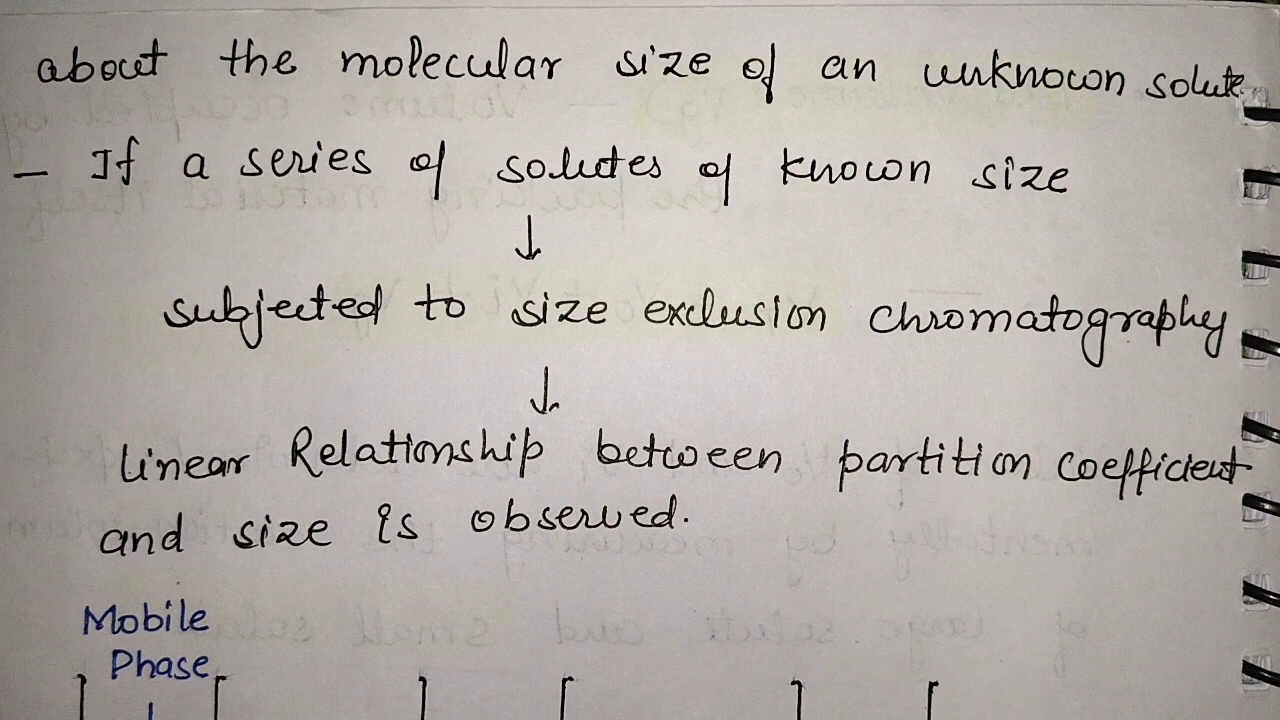 about the molecular size of an unknown solute
- If a series of solutes of known size
↓
subjected to size exclusion chromatography
↓
linear Relationship between partition coefficient
and size is observed.
Mobile
Phase